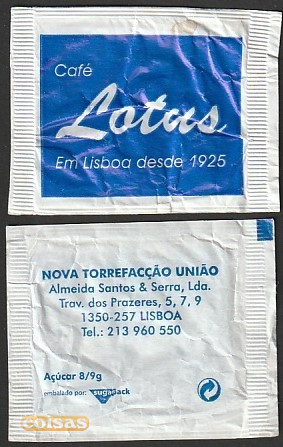 Café
Lotus
Em Lisboa desde 1925
NOVA TORREFACÇÃO UNIÃO
Almeida Santos & Serra, Lda.
Trav. dos Prazeres, 5, 7, 9
1350-257 LISBOA
Tel.: 213 960 550
Açúcar 8/9g
embalado por: sugaPack
coisas